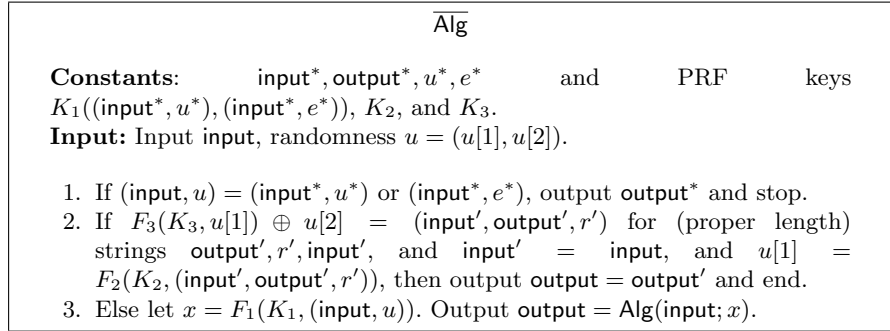 Alg
Constants: input*, output*, u*, e* and PRF keys
K₁((input*, u*), (input*, e*)), K₂, and K₃.
Input: Input input, randomness u = (u[1], u[2]).
1. If (input, u) = (input*, u*) or (input*, e*), output output* and stop.
2. If F₃(K₃, u[1]) ⊕ u[2] = (input′, output′, r′) for (proper length)
strings output′, r′, input′, and input′ = input, and u[1] =
F₂(K₂, (input′, output′, r′)), then output output = output′ and end.
3. Else let x = F₁(K₁, (input, u)). Output output = Alg(input; x).